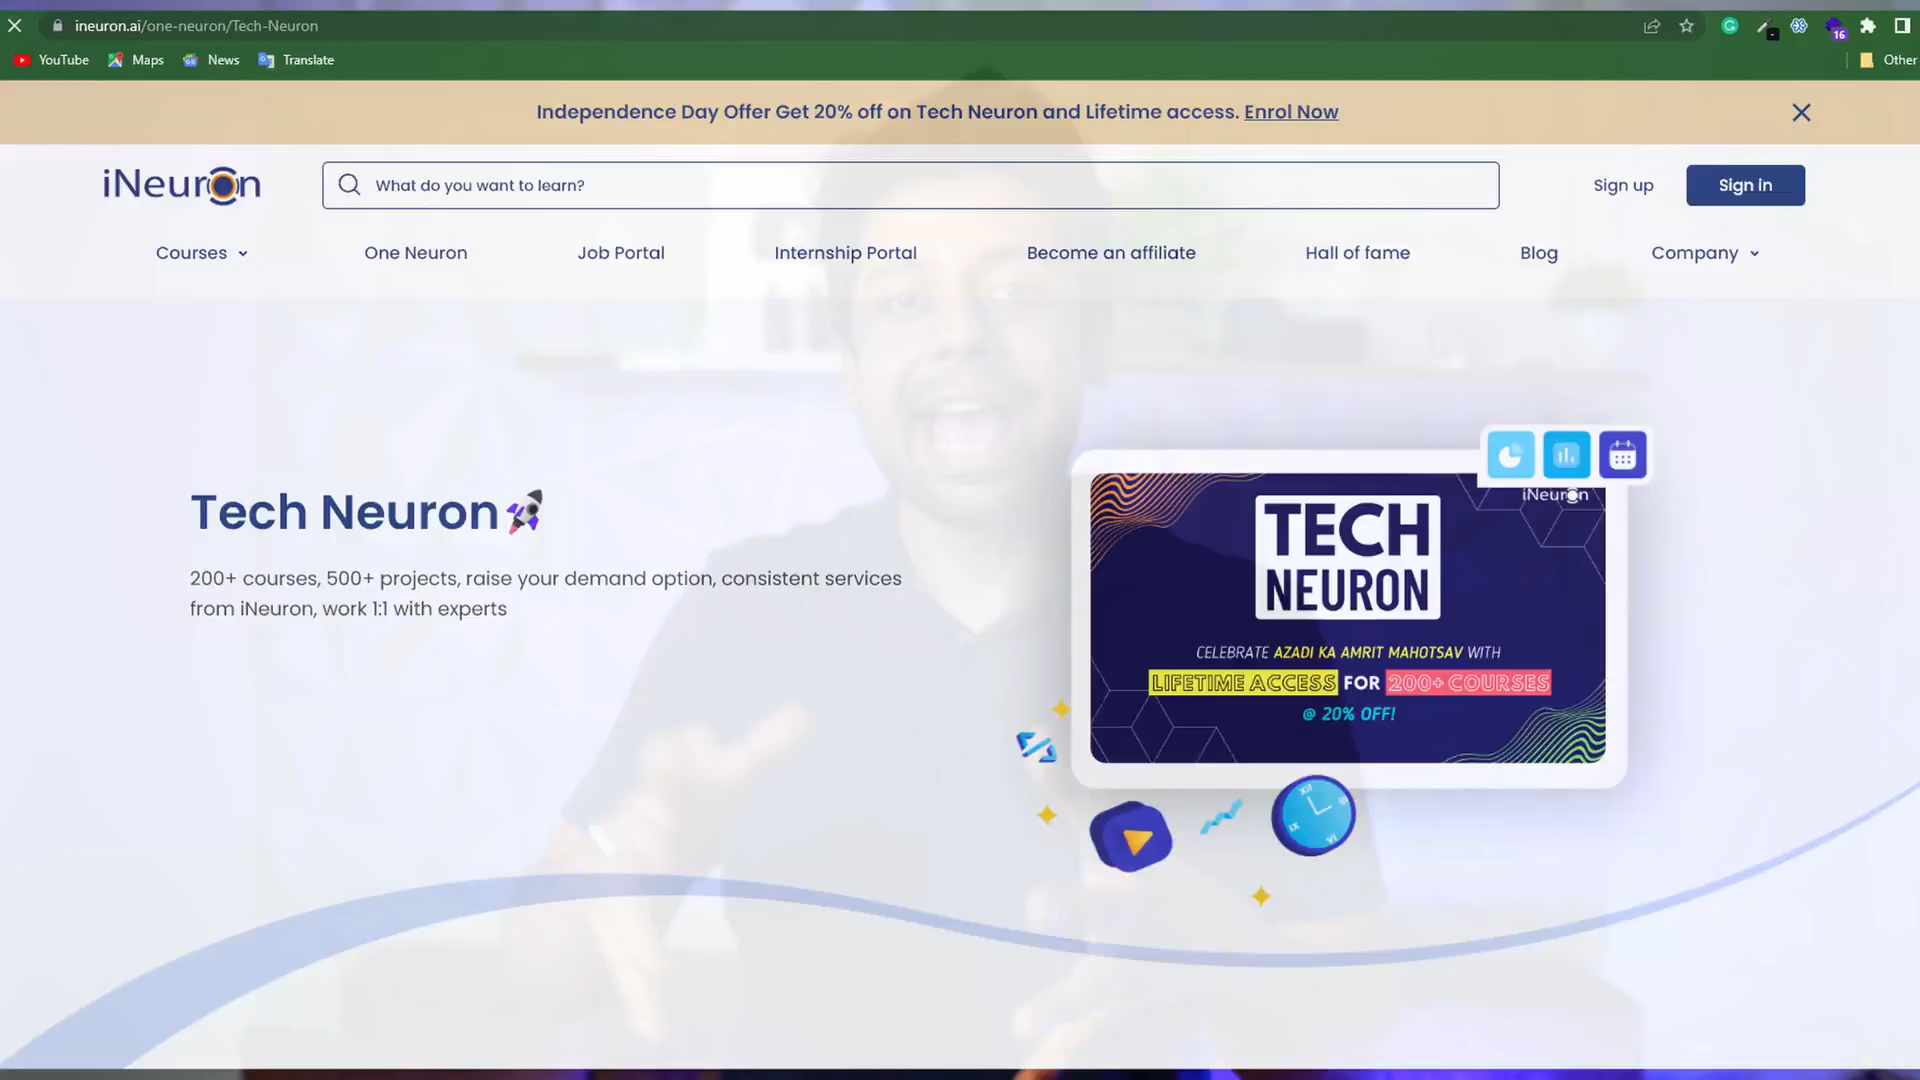 ineuron.ai/one-neuron/Tech-Neuron
16
YouTube
Maps
News
Translate
Other
Independence Day Offer Get 20% off on Tech Neuron and Lifetime access. Enrol Now
iNeuron
What do you want to learn?
Sign up
Sign in
Courses
One Neuron
Job Portal
Internship Portal
Become an affiliate
Hall of fame
Blog
Company
Tech Neuron
200+ courses, 500+ projects, raise your demand option, consistent services
from iNeuron, work 1:1 with experts
iNeuron
TECH
NEURON
CELEBRATE AZADI KA AMRIT MAHOTSAV WITH
LIFETIME ACCESS FOR 200+ COURSES
@ 20% OFF!
XII
IX
VI